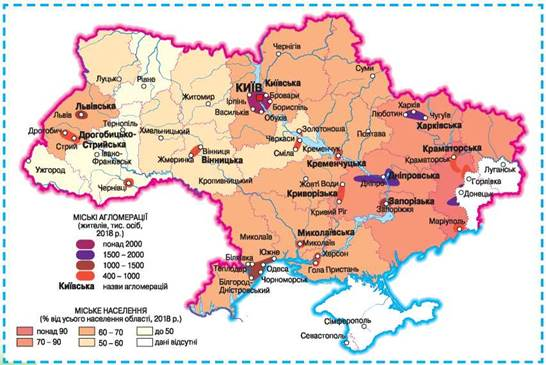 Чернігів
Суми
Луцьк
Рівне
КИЇВ
Київська
Житомир
Ірпінь
Бровари
Бориспіль
Васильків
Обухів
Львівська
Львів
Харків
Люботин
Чугуїв
Харківська
Тернопіль
Хмельницький
Дрогобич
Дрогобицько-
Стрийська
Стрий
Івано-
Франківськ
Золотоноша
Полтава
Черкаси
Сміла
Кременчук
Кременчуцька
Вінниця
Жмеринка
Вінницька
Краматорська
Краматорськ
Луганськ
Ужгород
Чернівці
Кропивницький
Жовті Води
Дніпро
Дніпровська
Горлівка
Донецьк
Криворізька
Кривий Ріг
Запорізька
Запоріжжя
Маріуполь
Миколаїв
Миколаївська
Миколаїв
Южне
Херсон
Біляївка
Теплодар
Одеса
Гола Пристань
Білгород-
Дністровський
Чорноморськ
Сімферополь
Севастополь
МІСЬКІ АГЛОМЕРАЦІЇ
(жителів, тис. осіб,
2018 р.)
понад 2000
1500 – 2000
1000 – 1500
400 – 1000
Київська назви агломерацій
МІСЬКЕ НАСЕЛЕННЯ
(% від усього населення області, 2018 р.)
понад 90 60 – 70 до 50
70 – 90 50 – 60 дані відсутні